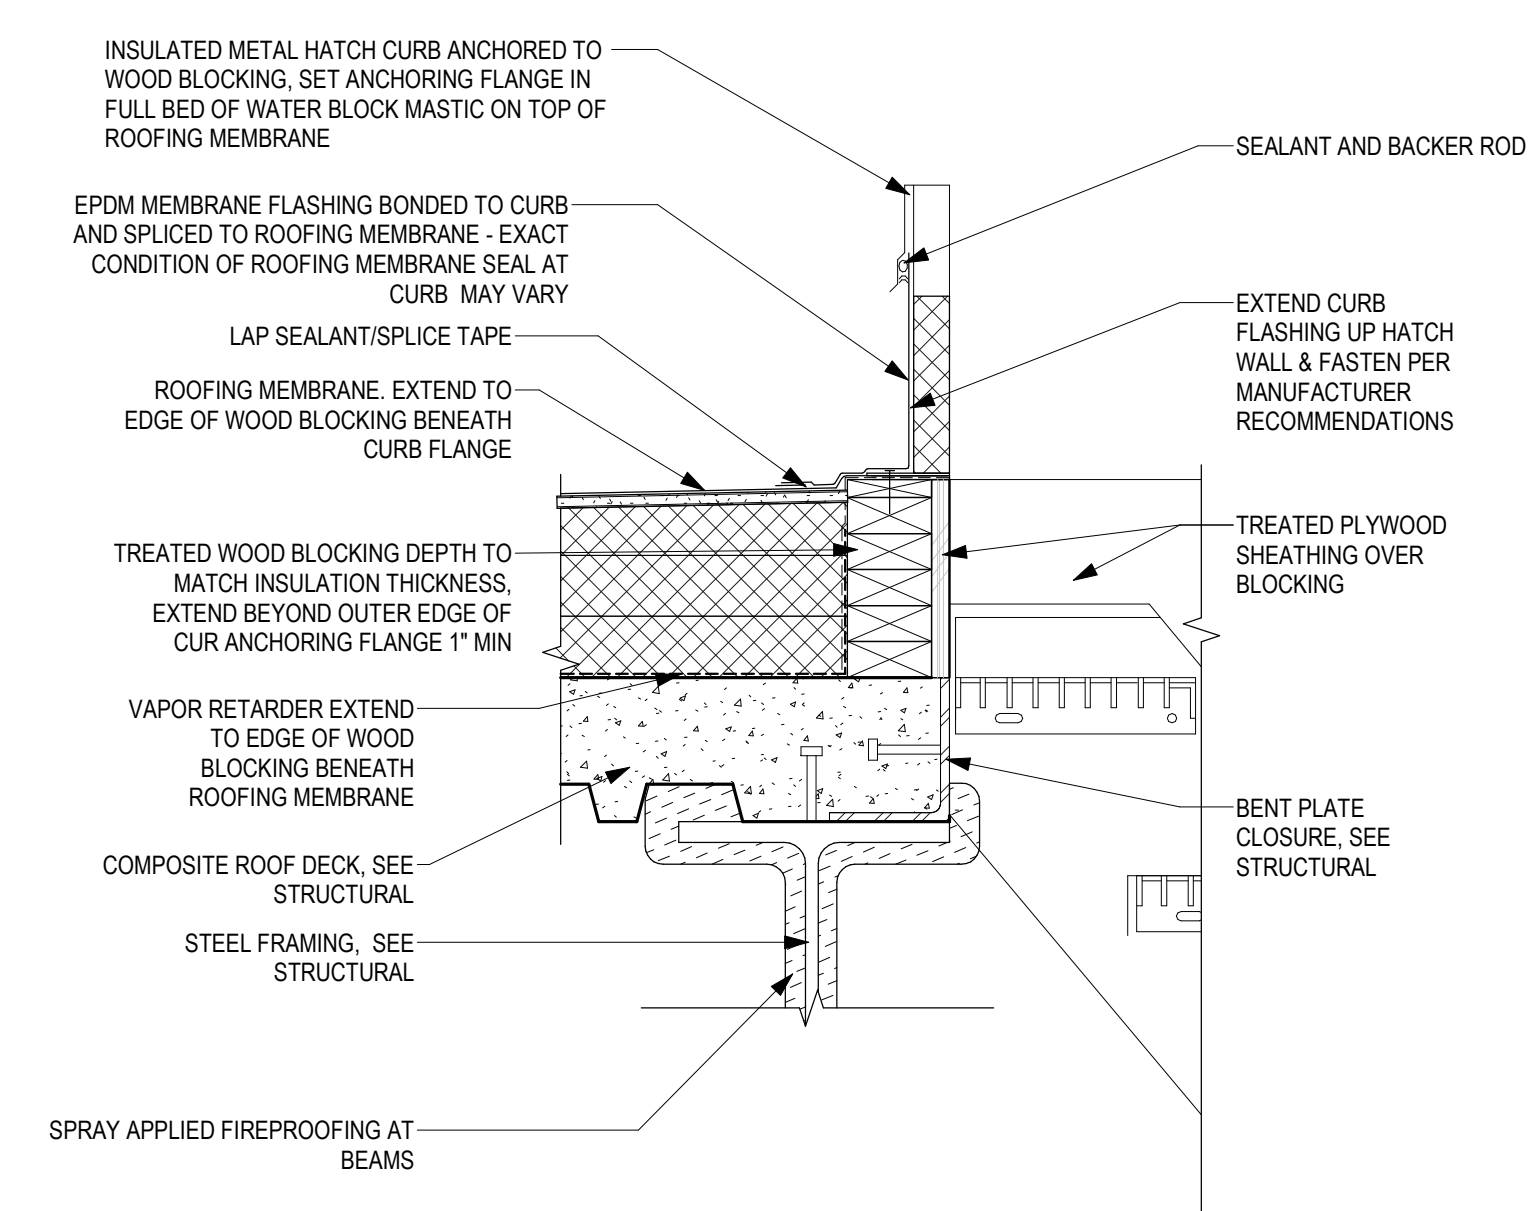 INSULATED METAL HATCH CURB ANCHORED TO
WOOD BLOCKING, SET ANCHORING FLANGE IN
FULL BED OF WATER BLOCK MASTIC ON TOP OF
ROOFING MEMBRANE
EPDM MEMBRANE FLASHING BONDED TO CURB
AND SPLICED TO ROOFING MEMBRANE - EXACT
CONDITION OF ROOFING MEMBRANE SEAL AT
CURB MAY VARY
LAP SEALANT/SPLICE TAPE
ROOFING MEMBRANE. EXTEND TO
EDGE OF WOOD BLOCKING BENEATH
CURB FLANGE
TREATED WOOD BLOCKING DEPTH TO
MATCH INSULATION THICKNESS,
EXTEND BEYOND OUTER EDGE OF
CUR ANCHORING FLANGE 1" MIN
VAPOR RETARDER EXTEND
TO EDGE OF WOOD
BLOCKING BENEATH
ROOFING MEMBRANE
COMPOSITE ROOF DECK, SEE
STRUCTURAL
STEEL FRAMING, SEE
STRUCTURAL
SPRAY APPLIED FIREPROOFING AT
BEAMS
SEALANT AND BACKER ROD
EXTEND CURB
FLASHING UP HATCH
WALL & FASTEN PER
MANUFACTURER
RECOMMENDATIONS
TREATED PLYWOOD
SHEATHING OVER
BLOCKING
BENT PLATE
CLOSURE, SEE
STRUCTURAL